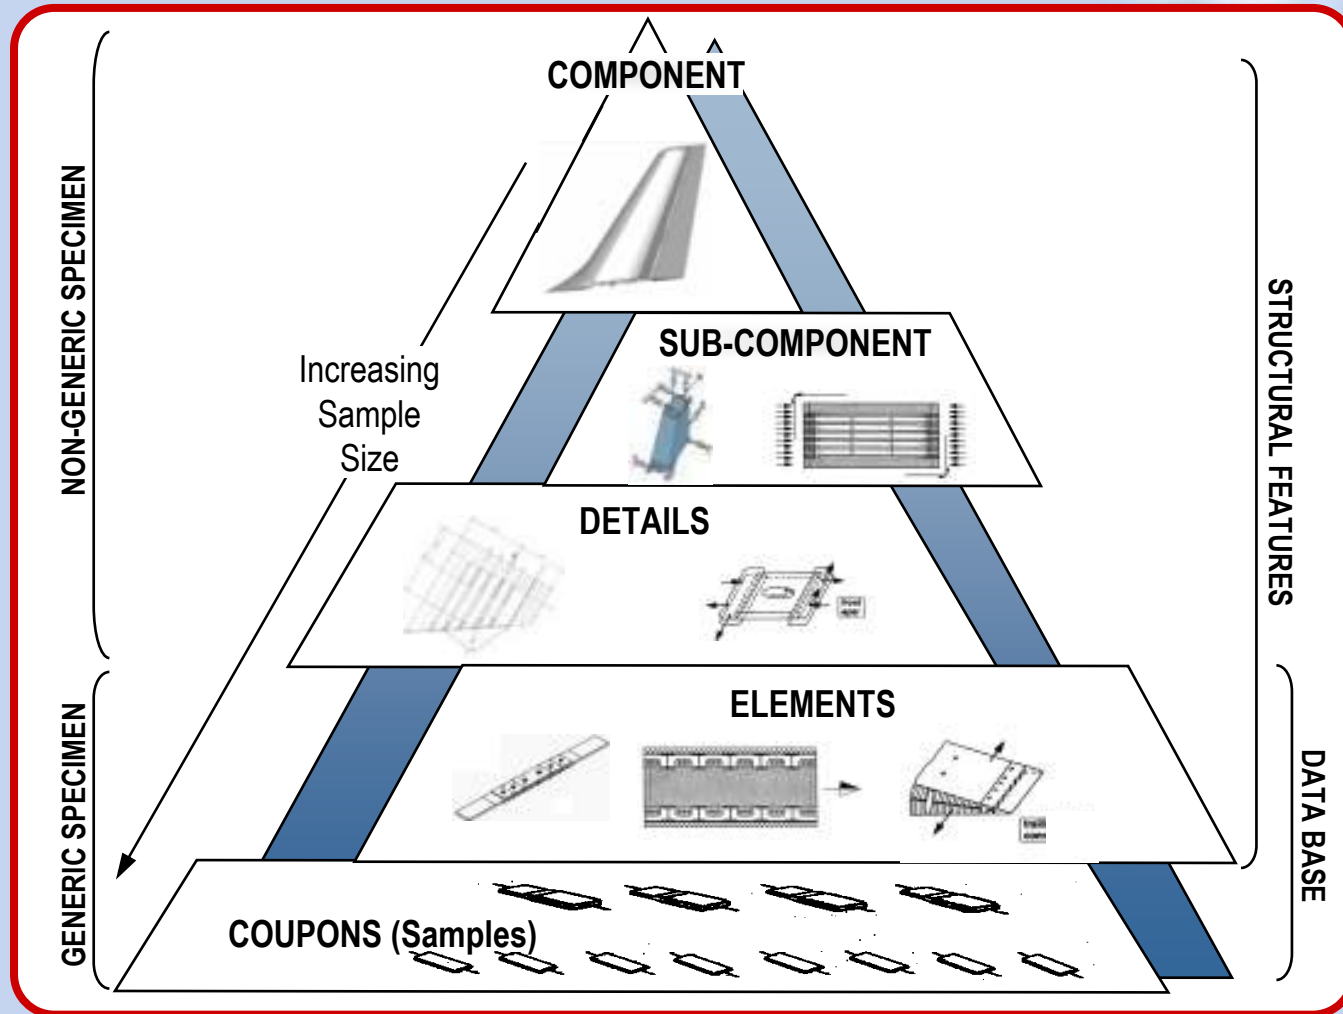 COMPONENT
NON-GENERIC SPECIMEN
STRUCTURAL FEATURES
SUB-COMPONENT
Increasing
Sample
Size
DETAILS
ELEMENTS
GENERIC SPECIMEN
DATA BASE
COUPONS (Samples)